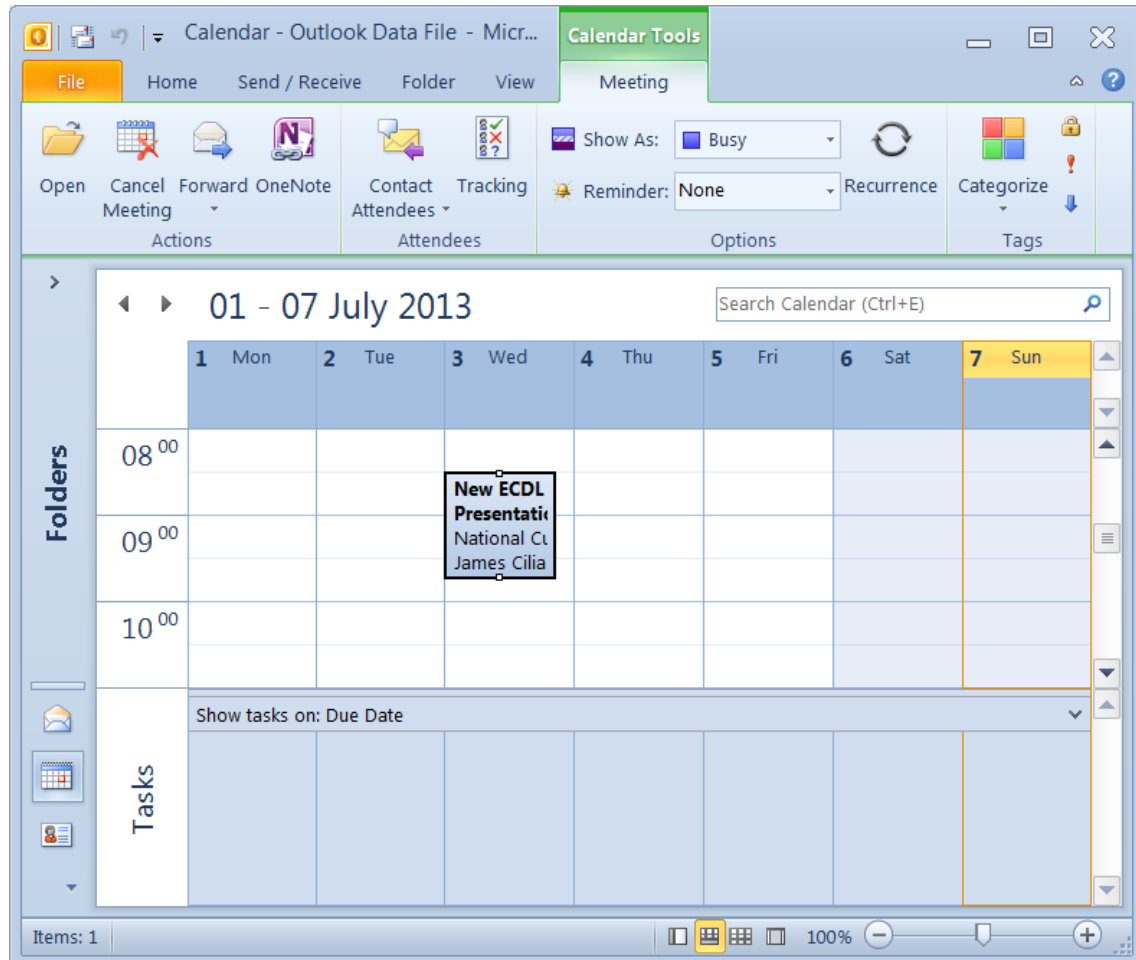 Calendar - Outlook Data File - Micr...
Calendar Tools
File Home Send / Receive Folder View Meeting
Open
Cancel Meeting
Forward
OneNote
Contact Attendees
Tracking
Show As: Busy
Reminder: None
Recurrence
Categorize
Actions Attendees Options Tags
01 - 07 July 2013
Search Calendar (Ctrl+E)
1 Mon 2 Tue 3 Wed 4 Thu 5 Fri 6 Sat 7 Sun
Folders
08 00
New ECDL
Presentatio
National Cu
James Cilia
09 00
10 00
Show tasks on: Due Date
Tasks
Items: 1
100%